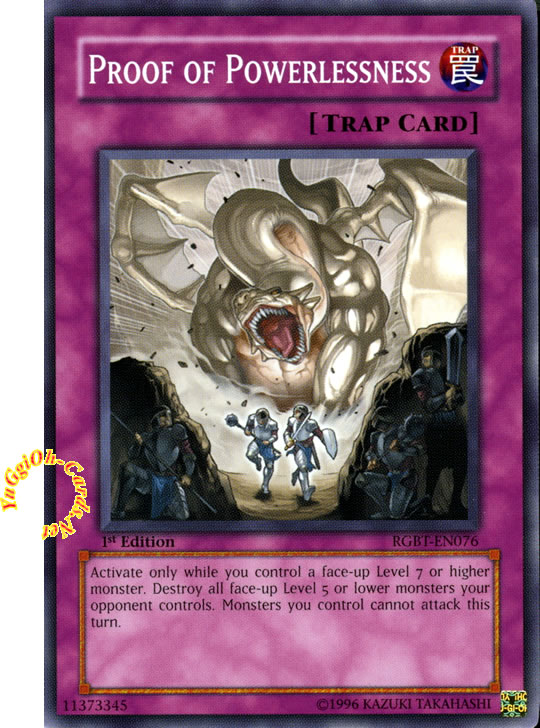 PROOF OF POWERLESSNESS
TRAP
罠
[TRAP CARD]
YuGgiOh-Cards.Net
1st Edition
RGBT-EN076
Activate only while you control a face-up Level 7 or higher
monster. Destroy all face-up Level 5 or lower monsters your
opponent controls. Monsters you control cannot attack this
turn.
11373345
©1996 KAZUKI TAKAHASHI